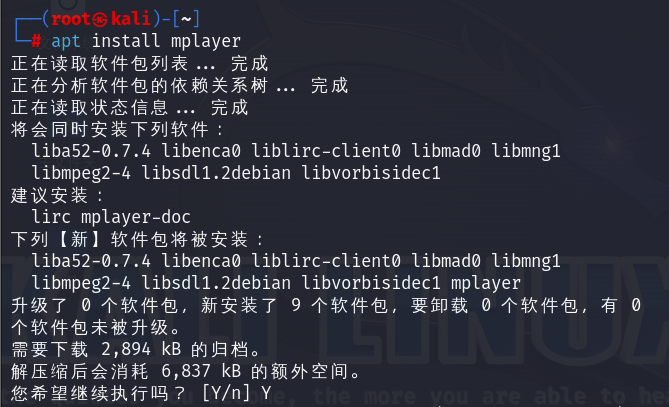 ┌──(root㉿kali)-[~]
└─# apt install mplayer
正在读取软件包列表... 完成
正在分析软件包的依赖关系树... 完成
正在读取状态信息... 完成
将会同时安装下列软件：
liba52-0.7.4 libenca0 liblirc-client0 libmad0 libmng1
libmpeg2-4 libsdl1.2debian libvorbisidec1
建议安装：
lirc mplayer-doc
下列【新】软件包将被安装：
liba52-0.7.4 libenca0 liblirc-client0 libmad0 libmng1
libmpeg2-4 libsdl1.2debian libvorbisidec1 mplayer
升级了 0 个软件包，新安装了 9 个软件包，要卸载 0 个软件包，有 0
个软件包未被升级。
需要下载 2,894 kB 的归档。
解压缩后会消耗 6,837 kB 的额外空间。
您希望继续执行吗？ [Y/n] Y